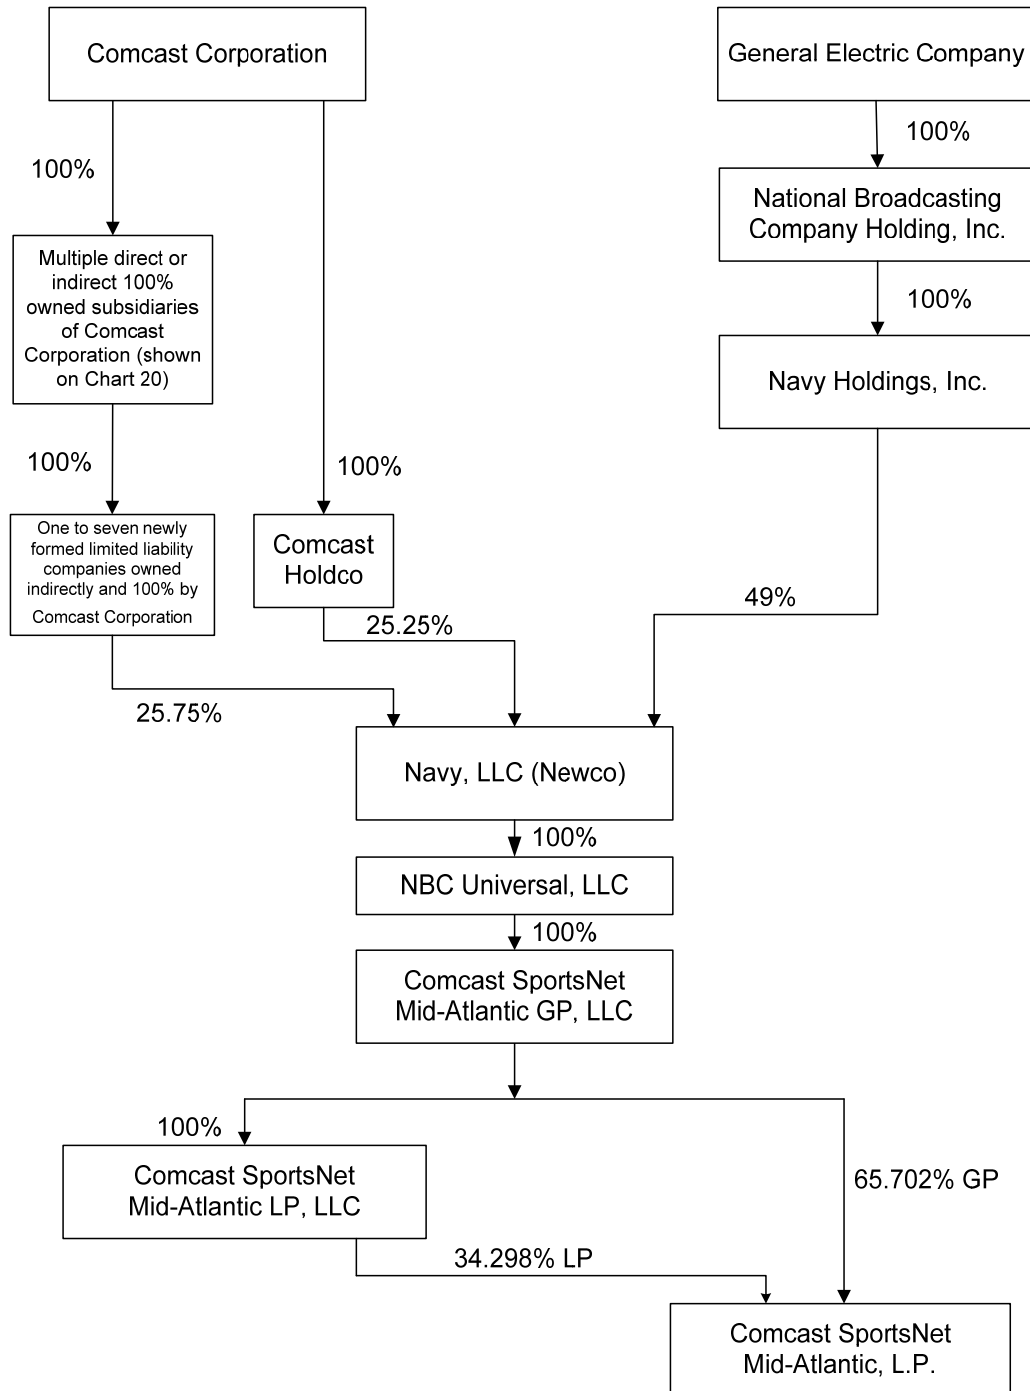 Comcast Corporation
General Electric Company
100%
100%
National Broadcasting
Company Holding, Inc.
Multiple direct or
indirect 100%
owned subsidiaries
of Comcast
Corporation (shown
on Chart 20)
100%
Navy Holdings, Inc.
100%
100%
One to seven newly
formed limited liability
companies owned
indirectly and 100% by
Comcast Corporation
Comcast
Holdco
49%
25.25%
25.75%
Navy, LLC (Newco)
100%
NBC Universal, LLC
100%
Comcast SportsNet
Mid-Atlantic GP, LLC
100%
Comcast SportsNet
Mid-Atlantic LP, LLC
65.702% GP
34.298% LP
Comcast SportsNet
Mid-Atlantic, L.P.